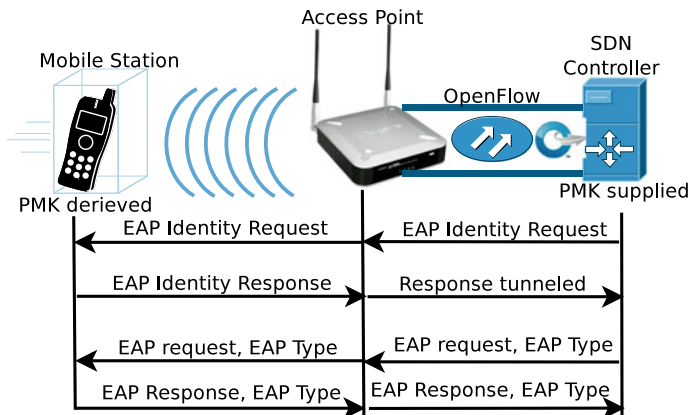 Access Point
SDN
Controller
Mobile Station
OpenFlow
PMK derieved
PMK supplied
EAP Identity Request
EAP Identity Request
EAP Identity Response
Response tunneled
EAP request, EAP Type
EAP request, EAP Type
EAP Response, EAP Type
EAP Response, EAP Type